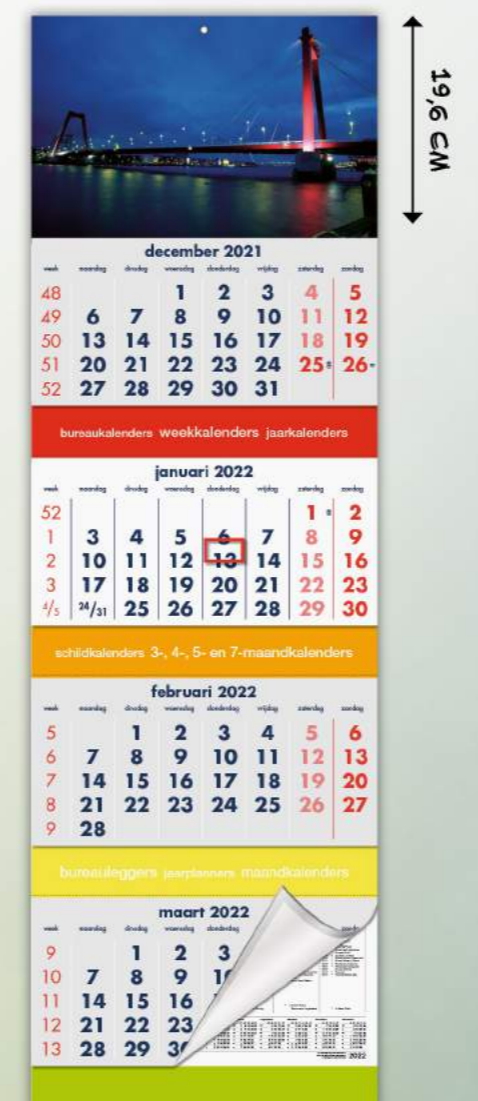 19,6 CM
december 2021
week maandag dinsdag woensdag donderdag vrijdag zaterdag zondag
48 1 2 3 4 5
49 6 7 8 9 10 11 12
50 13 14 15 16 17 18 19
51 20 21 22 23 24 25 26
52 27 28 29 30 31
bureaukalenders weekkalenders jaarkalenders
januari 2022
week maandag dinsdag woensdag donderdag vrijdag zaterdag zondag
52 1 2
1 3 4 5 6 7 8 9
2 10 11 12 13 14 15 16
3 17 18 19 20 21 22 23
4/5 24/31 25 26 27 28 29 30
schildkalenders 3-, 4-, 5- en 7-maandkalenders
februari 2022
week maandag dinsdag woensdag donderdag vrijdag zaterdag zondag
5 1 2 3 4 5 6
6 7 8 9 10 11 12 13
7 14 15 16 17 18 19 20
8 21 22 23 24 25 26 27
9 28
bureauleggers jaarplanners maandkalenders
maart 2022
week maandag dinsdag woensdag donderdag
9 1 2 3
10 7 8 9 10
11 14 15 16
12 21 22 23
13 28 29 30
2022